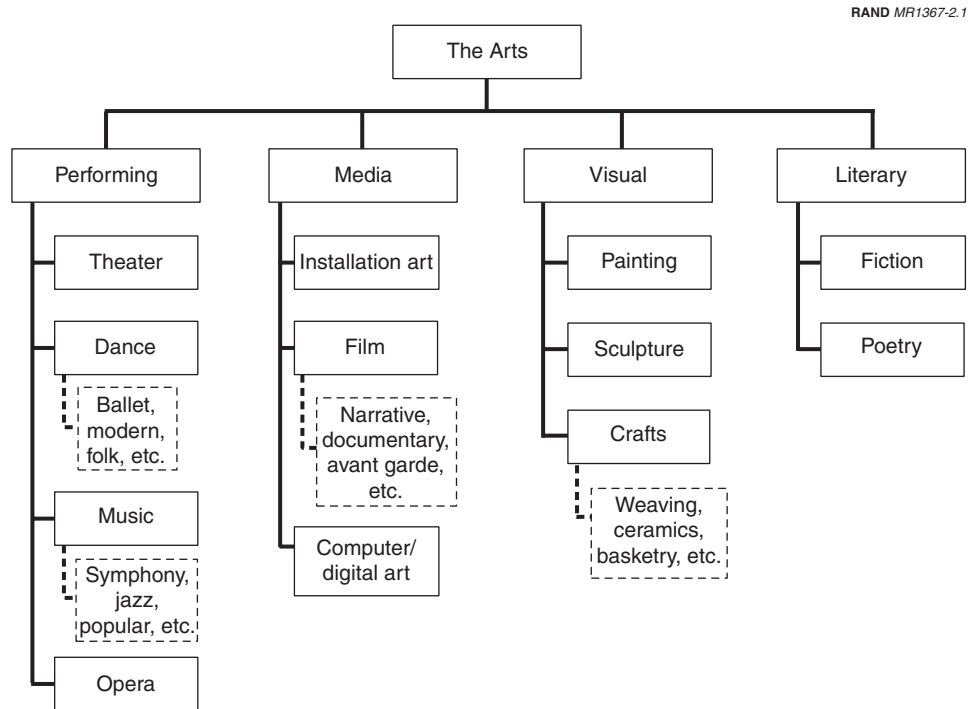 RAND MR1367-2.1
The Arts
Performing
Media
Visual
Literary
Theater
Dance
Ballet,
modern,
folk, etc.
Music
Symphony,
jazz,
popular, etc.
Opera
Installation art
Film
Narrative,
documentary,
avant garde,
etc.
Computer/
digital art
Painting
Sculpture
Crafts
Weaving,
ceramics,
basketry, etc.
Fiction
Poetry